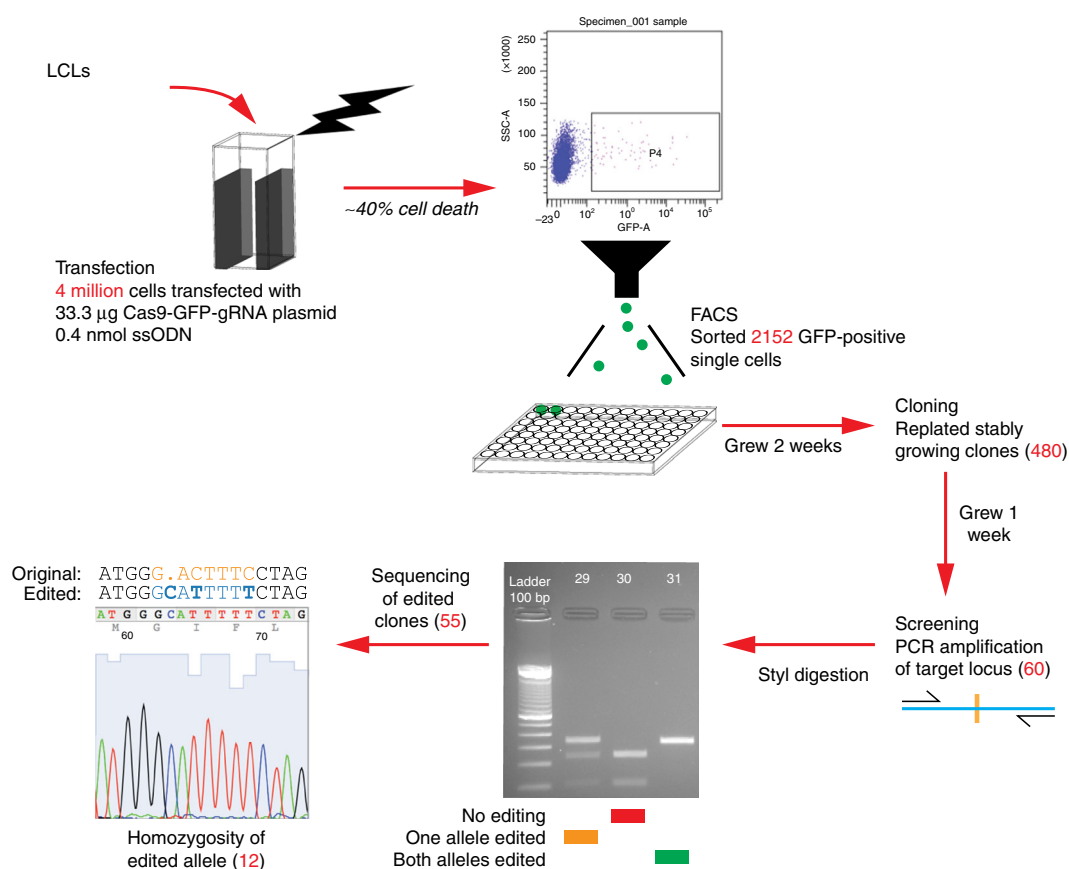 Specimen_001 sample
(×1000)
250
200
150
100
50
SSC-A
P4
−23
0
10²
10⁰
10⁴
10⁵
GFP-A
LCLs
~40% cell death
Transfection
4 million cells transfected with
33.3 μg Cas9-GFP-gRNA plasmid
0.4 nmol ssODN
FACS
Sorted 2152 GFP-positive
single cells
Grew 2 weeks
Cloning
Replated stably
growing clones (480)
Grew 1
week
Screening
PCR amplification
of target locus (60)
StyI digestion
Ladder
100 bp
29
30
31
No editing
One allele edited
Both alleles edited
Sequencing
of edited
clones (55)
Original: ATGGGG.ACTTTCCTAG
Edited: ATGGGCATTTTTCTAG
A T G G G C A T T T T T C T A G
M G I F L
60 70
Homozygosity of
edited allele (12)